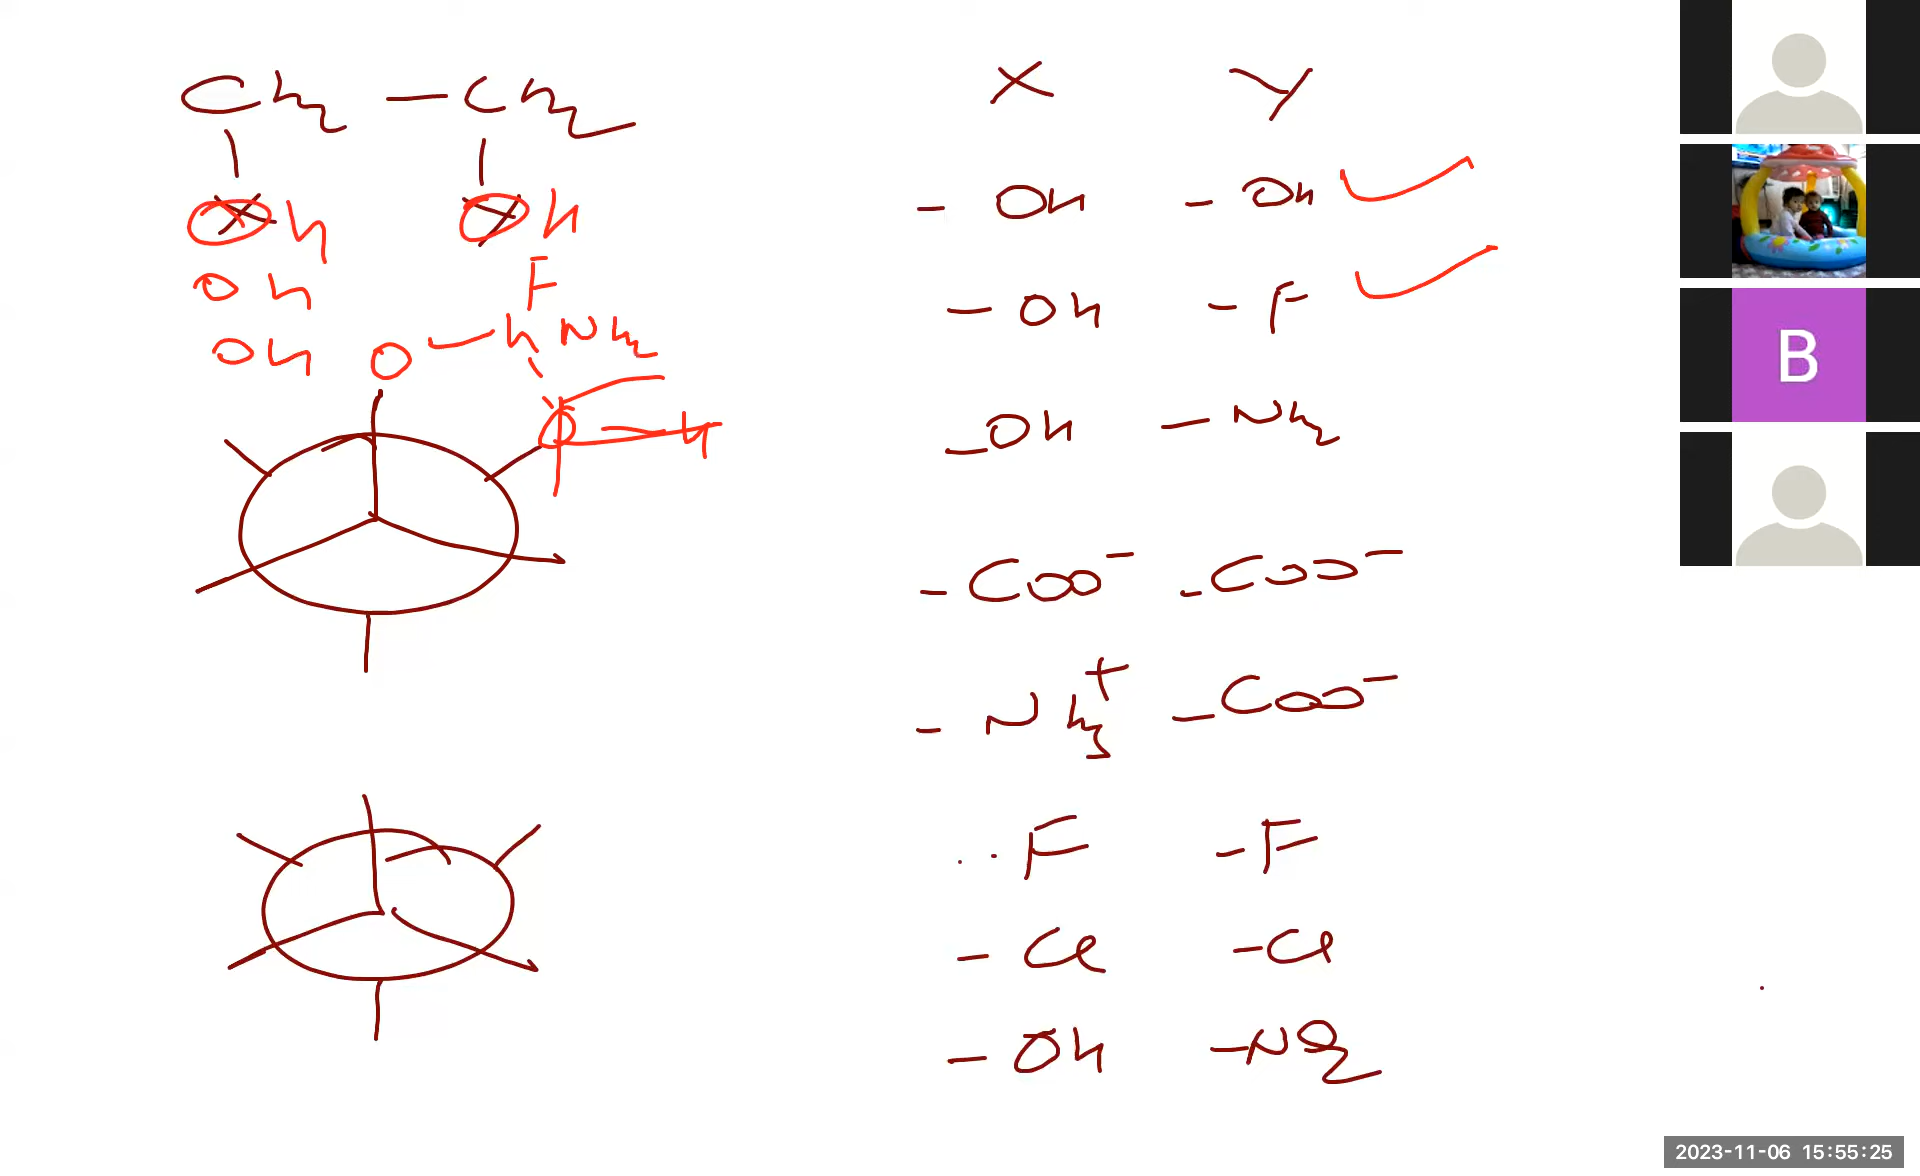 CH2 - CH2
X Y
OH OH
F
OH
OH
O - H NH2
O - H
- OH - OH
- OH - F
- OH - NH2
- COO⁻ - COO⁻
- NH3⁺ - COO⁻
- F - F
- Cl - Cl
- OH - NO2
B
2023-11-06 15:55:25